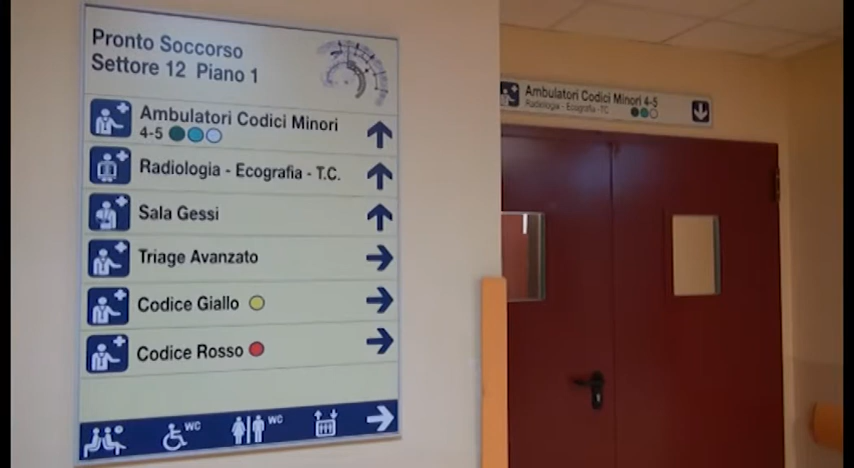 Pronto Soccorso
Settore 12 Piano 1
Ambulatori Codici Minori
4-5
Radiologia - Ecografia - T.C.
Sala Gessi
Triage Avanzato
Codice Giallo
Codice Rosso
WC
WC
Ambulatori Codici Minori 4-5
Radiologia - Ecografia - TC